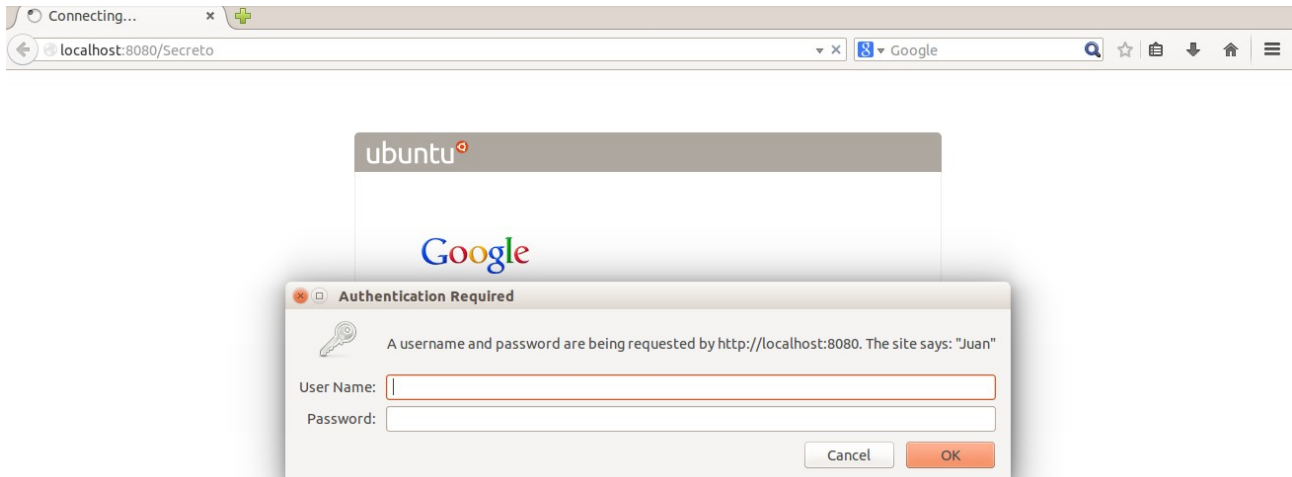 Connecting...
localhost:8080/Secreto
Google
ubuntu
Google
Authentication Required
A username and password are being requested by http://localhost:8080. The site says: "Juan"
User Name:
Password:
Cancel OK